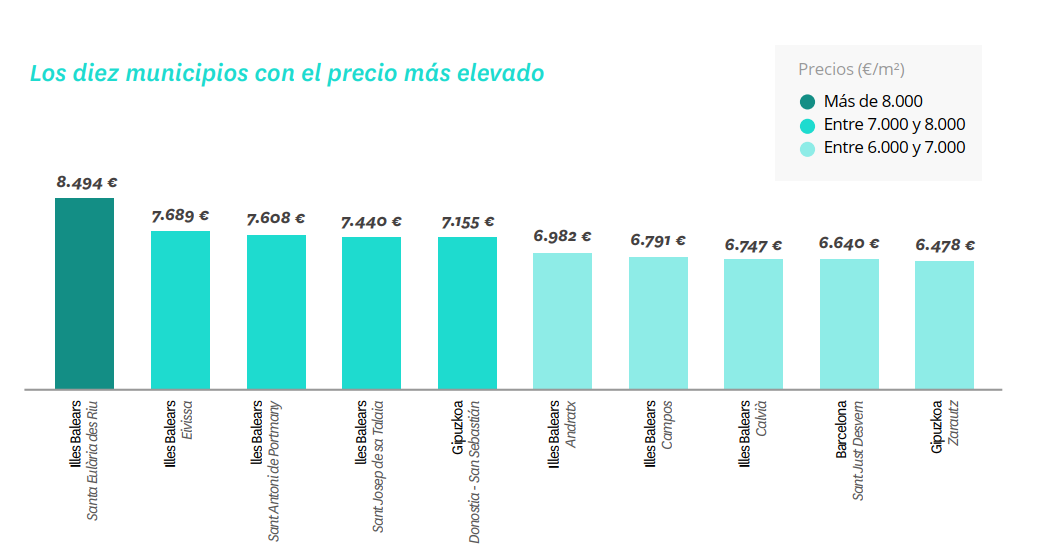 Los diez municipios con el precio más elevado
Precios (€/m²)
Más de 8.000
Entre 7.000 y 8.000
Entre 6.000 y 7.000
8.494 €
7.689 €
7.608 €
7.440 €
7.155 €
6.982 €
6.791 €
6.747 €
6.640 €
6.478 €
Illes Balears
Santa Eulària des Riu
Illes Balears
Eivissa
lles Balears
Sant Antoni de Portmany
lles Balears
Sant Josep de sa Talaia
Gipuzkoa
Donostia - San Sebastián
Illes Balears
Andratx
Illes Balears
Campos
Illes Balears
Calvià
Barcelona
Sant Just Desvern
Gipuzkoa
Zarautz